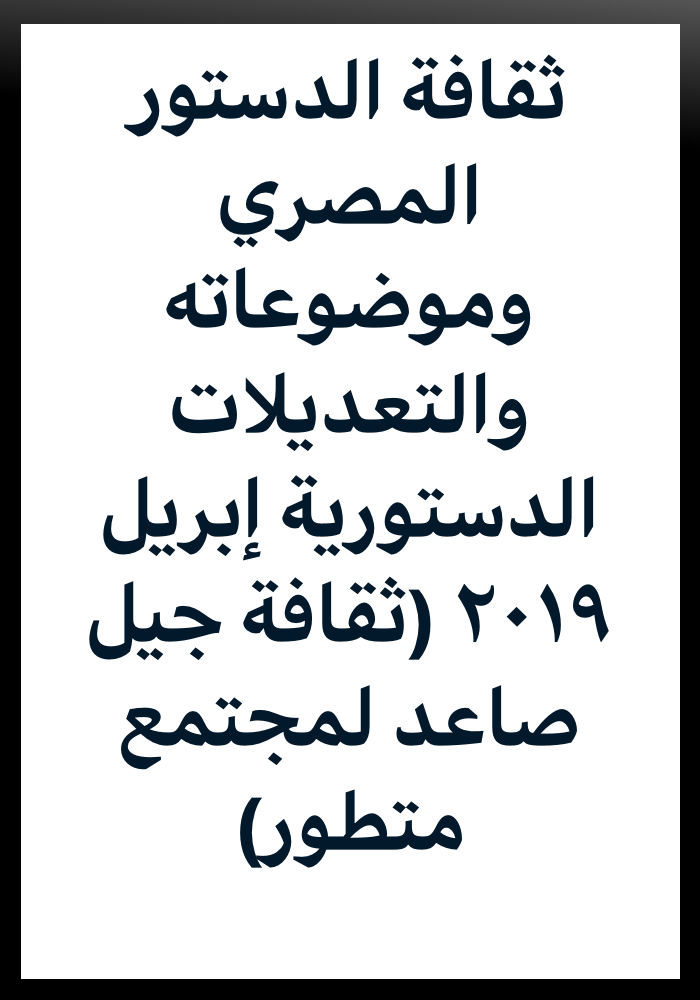 ثقافة الدستور
المصري
وموضوعاته
والتعديلات
الدستورية إبريل
٢٠١٩ (ثقافة جيل
صاعد لمجتمع
متطور)